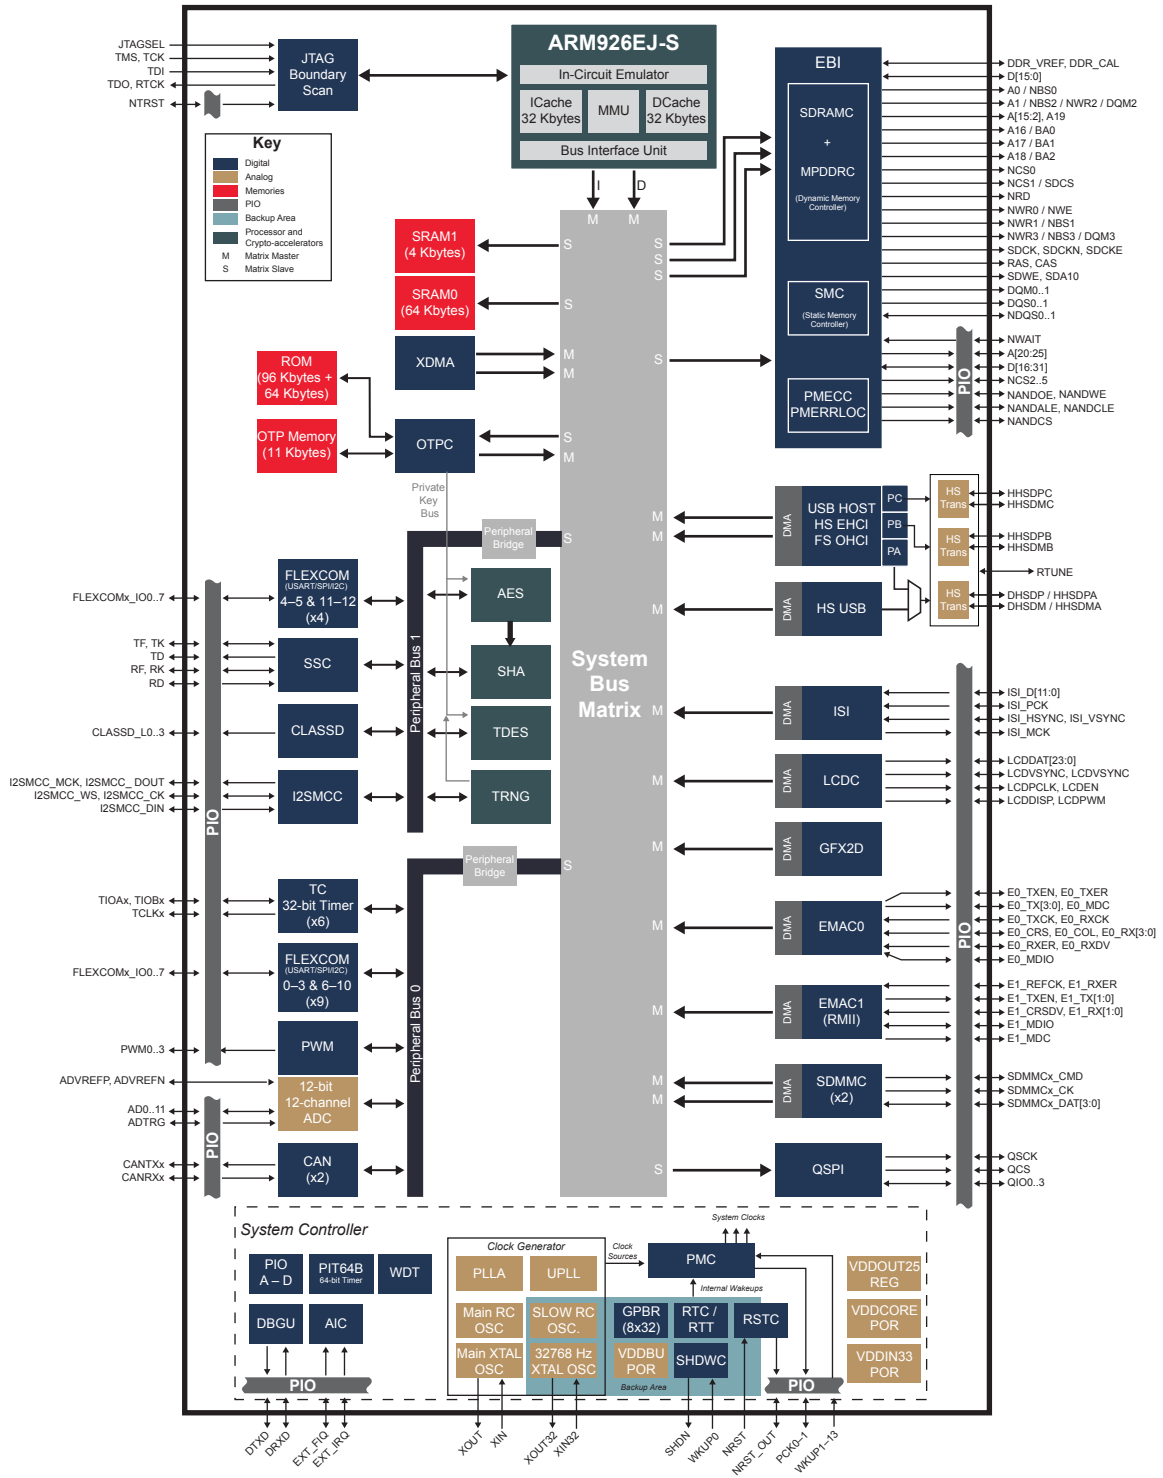 JTAGSEL
TMS, TCK
TDI
TDO, RTCK
NTRST
JTAG
Boundary
Scan
ARM926EJ-S
In-Circuit Emulator
ICache
32 Kbytes
MMU
DCache
32 Kbytes
Bus Interface Unit
I
D
Key
Digital
Analog
Memories
PIO
Backup Area
Processor and
Crypto-accelerators
M Matrix Master
S Matrix Slave
EBI
SDRAMC
+
MPDDRC
(Dynamic Memory
Controller)
SMC
(Static Memory
Controller)
PMECC
PMERRLOC
DDR_VREF, DDR_CAL
D[15:0]
A0 / NBS0
A1 / NBS2 / NWR2 / DQM2
A[15:2], A19
A16 / BA0
A17 / BA1
A18 / BA2
NCS0
NCS1 / SDCS
NRD
NWR0 / NWE
NWR1 / NBS1
NWR3 / NBS3 / DQM3
SDCK, SDCKN, SDCKE
RAS, CAS
SDWE, SDA10
DQM0..1
DQS0..1
NDQS0..1
NWAIT
A[20:25]
D[16:31]
NCS2..5
NANDOE, NANDWE
NANDALE, NANDCLE
NANDCS
PIO
M
M
SRAM1
(4 Kbytes)
S
S
S
S
SRAM0
(64 Kbytes)
S
XDMA
M
M
S
ROM
(96 Kbytes +
64 Kbytes)
OTP Memory
(11 Kbytes)
OTPC
S
M
Private
Key
Bus
Peripheral
Bridge
S
System
Bus
Matrix
Peripheral Bus 1
FLEXCOM
(USART/SPI/I2C)
4–5 & 11–12
(x4)
SSC
CLASSD
I2SMCC
AES
SHA
TDES
TRNG
FLEXCOMx_IO0..7
TF, TK
TD
RF, RK
RD
CLASSD_L0..3
I2SMCC_MCK, I2SMCC_ DOUT
I2SMCC_WS, I2SMCC_CK
I2SMCC_DIN
PIO
M
M
DMA
USB HOST
HS EHCI
FS OHCI
PC
PB
PA
HS
Trans
HS
Trans
HS
Trans
HHSDPC
HHSDMC
HHSDPB
HHSDMB
RTUNE
DHSDP / HHSDPA
DHSDM / HHSDMA
M
DMA
HS USB
M
DMA
ISI
ISI_D[11:0]
ISI_PCK
ISI_HSYNC, ISI_VSYNC
ISI_MCK
M
DMA
LCDC
LCDDAT[23:0]
LCDVSYNC, LCDVSYNC
LCDPCLK, LCDEN
LCDDISP, LCDPWM
M
DMA
GFX2D
Peripheral
Bridge
S
Peripheral Bus 0
TIOAx, TIOBx
TCLKx
TC
32-bit Timer
(x6)
FLEXCOMx_IO0..7
FLEXCOM
(USART/SPI/I2C)
0–3 & 6–10
(x9)
PWM0..3
PWM
ADVREFP, ADVREFN
AD0..11
ADTRG
12-bit
12-channel
ADC
PIO
CANTXx
CANRXx
CAN
(x2)
M
DMA
EMAC0
E0_TXEN, E0_TXER
E0_TX[3:0], E0_MDC
E0_TXCK, E0_RXCK
E0_CRS, E0_COL, E0_RX[3:0]
E0_RXER, E0_RXDV
E0_MDIO
PIO
M
DMA
EMAC1
(RMII)
E1_REFCK, E1_RXER
E1_TXEN, E1_TX[1:0]
E1_CRSDV, E1_RX[1:0]
E1_MDIO
E1_MDC
M
M
DMA
SDMMC
(x2)
SDMMCx_CMD
SDMMCx_CK
SDMMCx_DAT[3:0]
S
QSPI
QSCK
QCS
QIO0..3
System Controller
PIO
A – D
PIT64B
64-bit Timer
WDT
DBGU
AIC
PIO
Clock Generator
PLLA
UPLL
Main RC
OSC
SLOW RC
OSC.
Main XTAL
OSC
32768 Hz
XTAL OSC
Clock
Sources
System Clocks
PMC
Internal Wakeups
GPBR
(8x32)
RTC /
RTT
RSTC
VDDBU
POR
SHDWC
Backup Area
VDDOUT25
REG
VDDCORE
POR
VDDIN33
POR
PIO
DTXD
DRXD
EXT_FIQ
EXT_IRQ
XOUT
XIN
XOUT32
XIN32
SHDN
WKUP0
NRST
NRST_OUT
PCK0–1
WKUP1–13